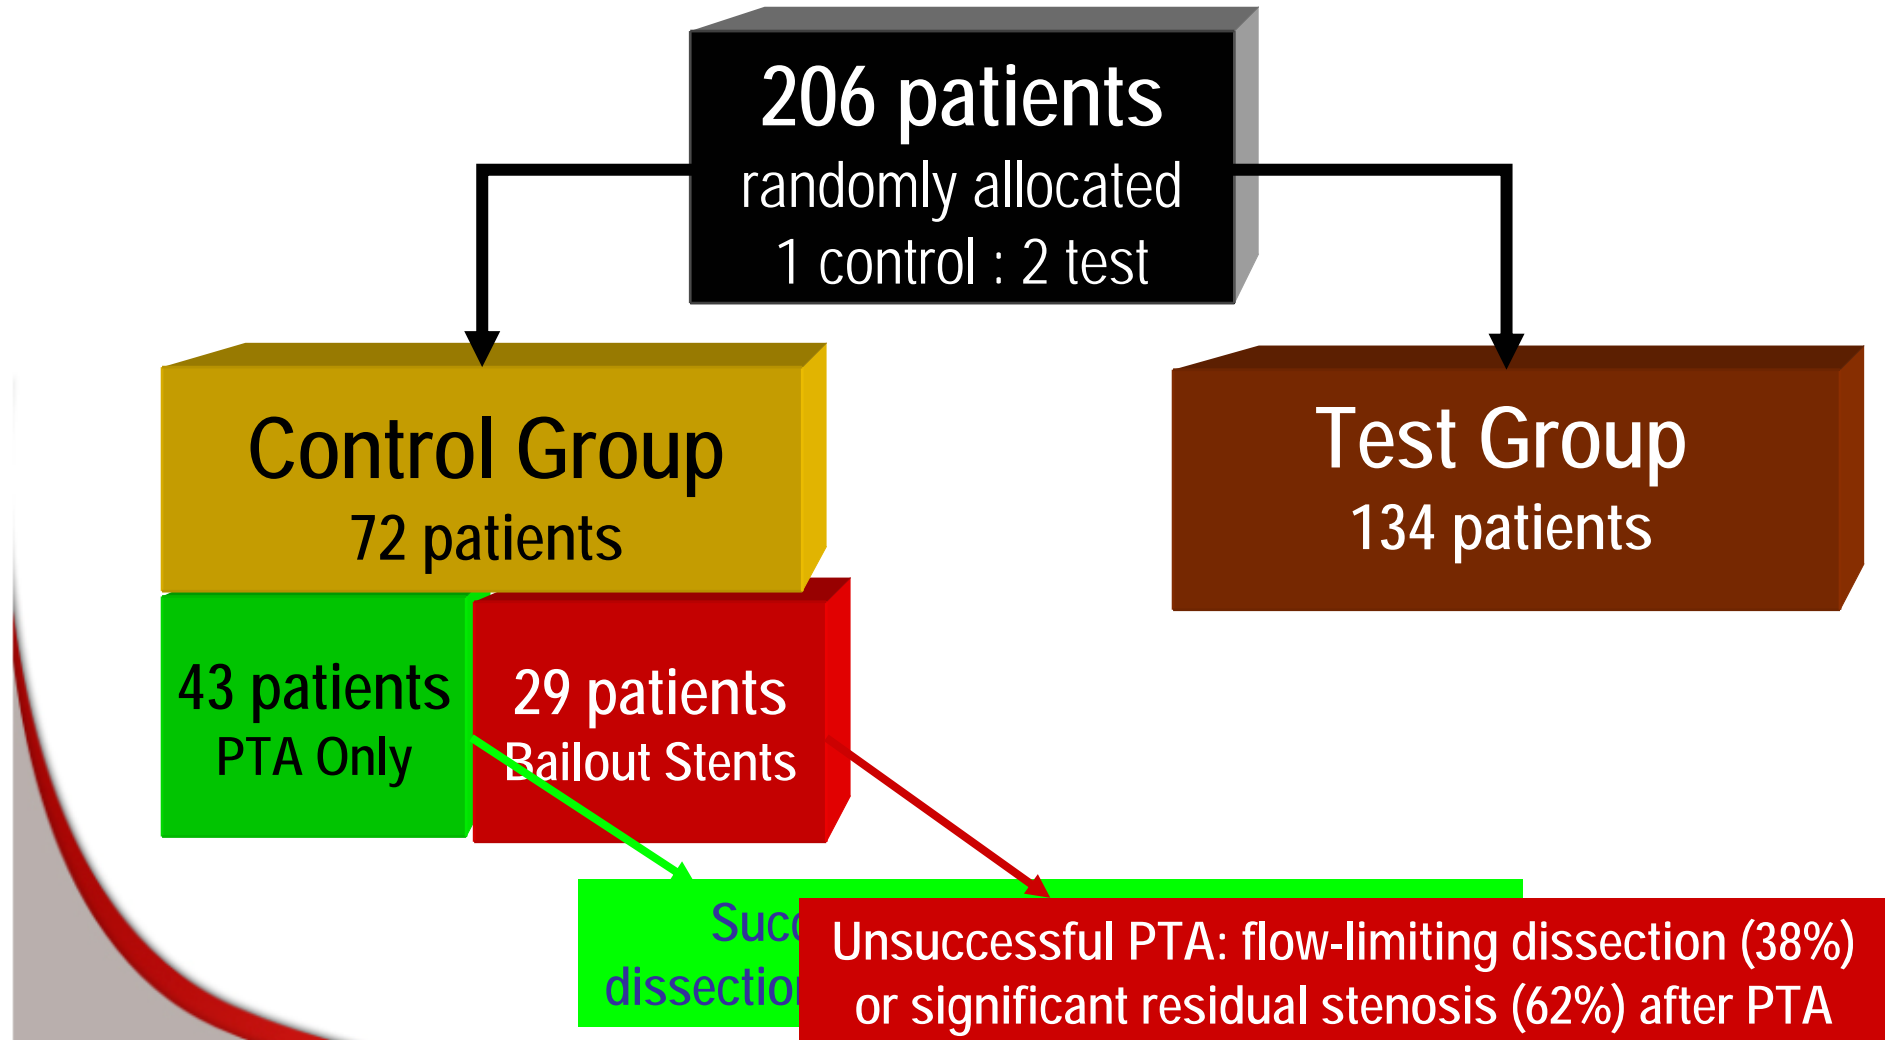 206 patients
randomly allocated
1 control : 2 test
Control Group
72 patients
Test Group
134 patients
43 patients
PTA Only
29 patients
Bailout Stents
Unsuccessful PTA: flow-limiting dissection (38%)
or significant residual stenosis (62%) after PTA